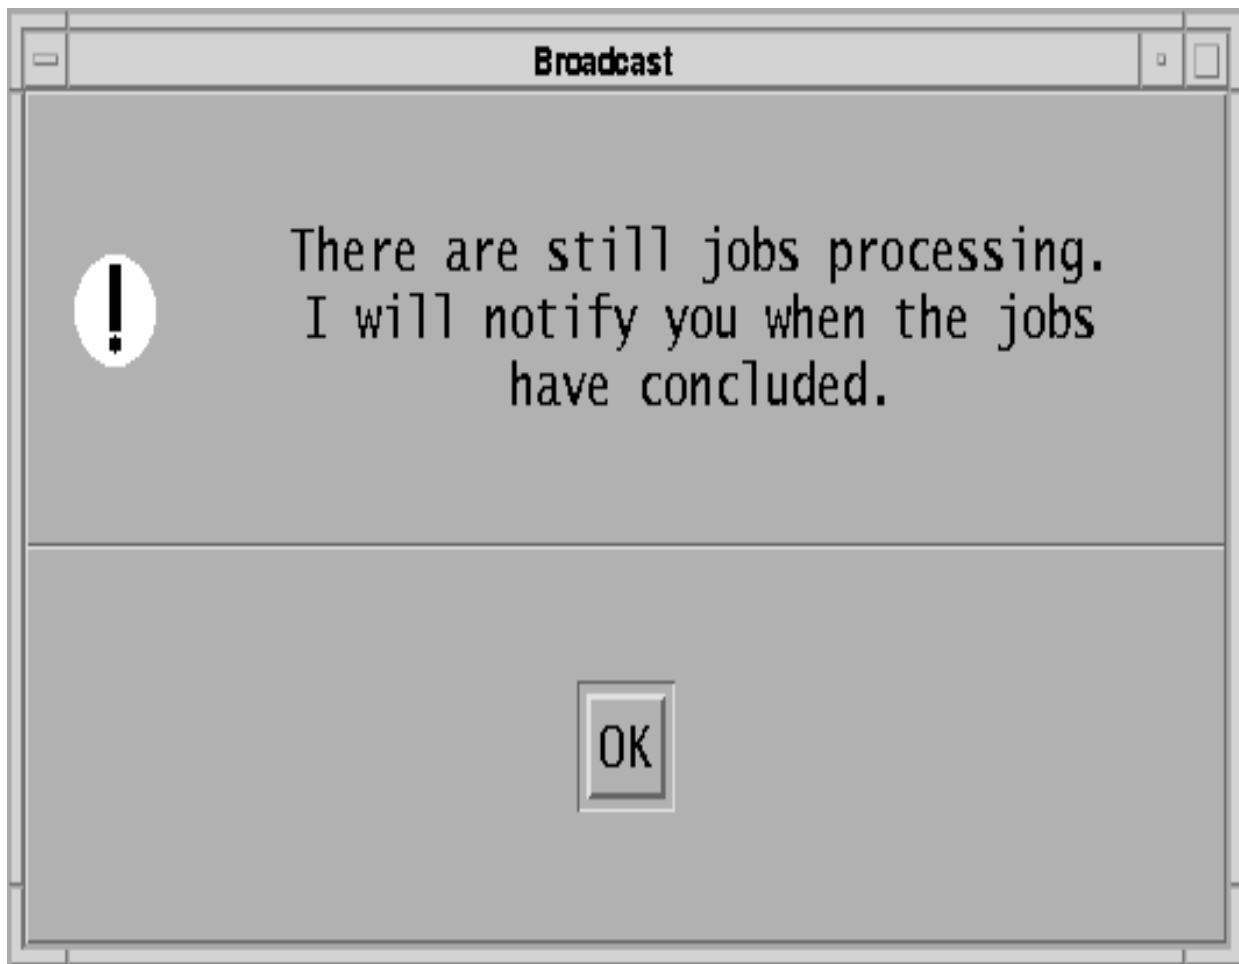 Broadcast
There are still jobs processing.
I will notify you when the jobs
have concluded.
OK